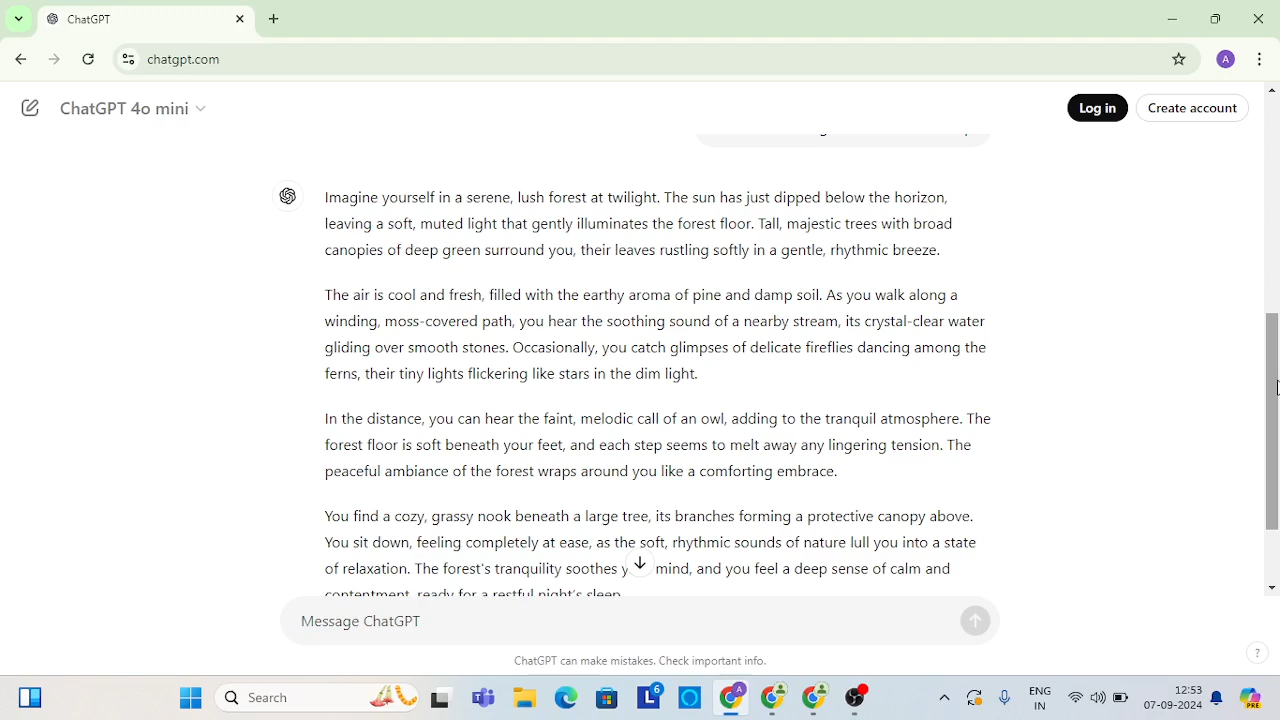 ChatGPT
chatgpt.com
A
ChatGPT 4o mini
Log in
Create account
Imagine yourself in a serene, lush forest at twilight. The sun has just dipped below the horizon,
leaving a soft, muted light that gently illuminates the forest floor. Tall, majestic trees with broad
canopies of deep green surround you, their leaves rustling softly in a gentle, rhythmic breeze.
The air is cool and fresh, filled with the earthy aroma of pine and damp soil. As you walk along a
winding, moss-covered path, you hear the soothing sound of a nearby stream, its crystal-clear water
gliding over smooth stones. Occasionally, you catch glimpses of delicate fireflies dancing among the
ferns, their tiny lights flickering like stars in the dim light.
In the distance, you can hear the faint, melodic call of an owl, adding to the tranquil atmosphere. The
forest floor is soft beneath your feet, and each step seems to melt away any lingering tension. The
peaceful ambiance of the forest wraps around you like a comforting embrace.
You find a cozy, grassy nook beneath a large tree, its branches forming a protective canopy above.
You sit down, feeling completely at ease, as the soft, rhythmic sounds of nature lull you into a state
of relaxation. The forest's tranquility soothes y mind, and you feel a deep sense of calm and
contentment, ready for a restful night's sleep.
Message ChatGPT
ChatGPT can make mistakes. Check important info.
?
Search
L
6
A
ENG
IN
12:53
07-09-2024
PRE